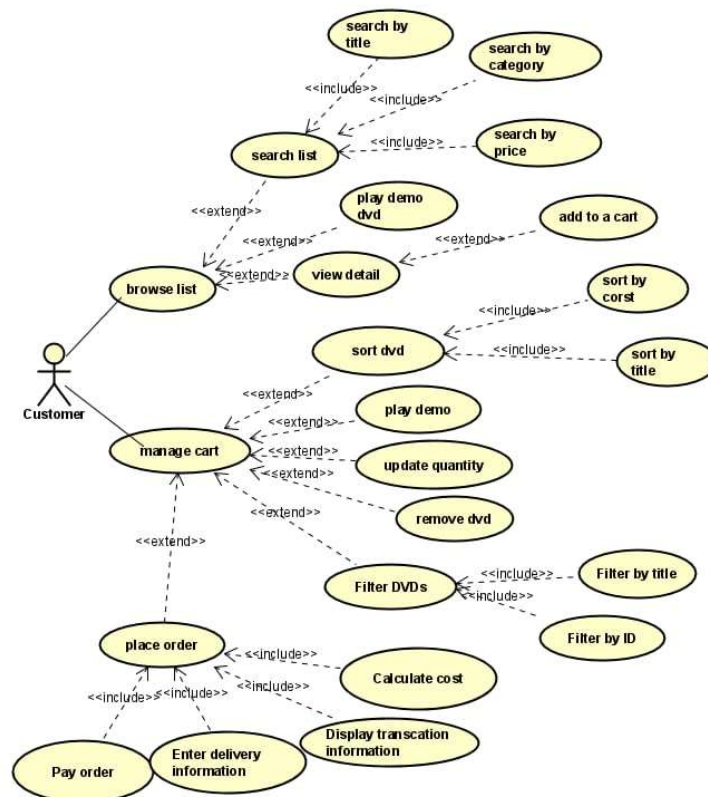 search by
title
search by
category
<<include>>
<<include>>
<<include>>
search by
price
search list
play demo
dvd
<<extend>>
<<extend>>
add to a cart
<<extend>>
<<extend>>
view detail
browse list
sort by
corst
<<include>>
sort dvd
<<include>>
sort by
title
Customer
<<extend>>
play demo
<<extend>>
manage cart
<<extend>>
update quantity
<<extend>>
<<extend>>
remove dvd
<<extend>>
Filter DVDs
<<include>>
Filter by title
<<include>>
Filter by ID
place order
<<include>>
Calculate cost
<<include>>
<<include>>
<<include>>
Display transcation
information
Enter delivery
information
Pay order